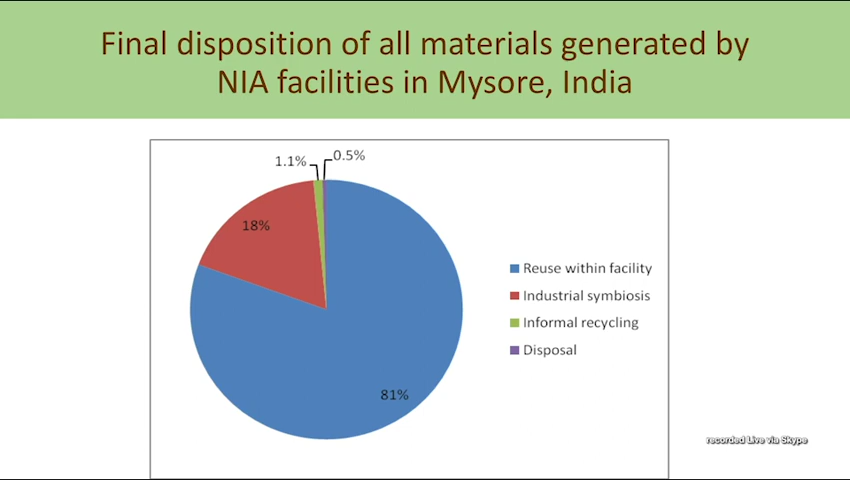 Final disposition of all materials generated by
NIA facilities in Mysore, India
1.1%
0.5%
18%
81%
Reuse within facility
Industrial symbiosis
Informal recycling
Disposal
recorded Live via Skype